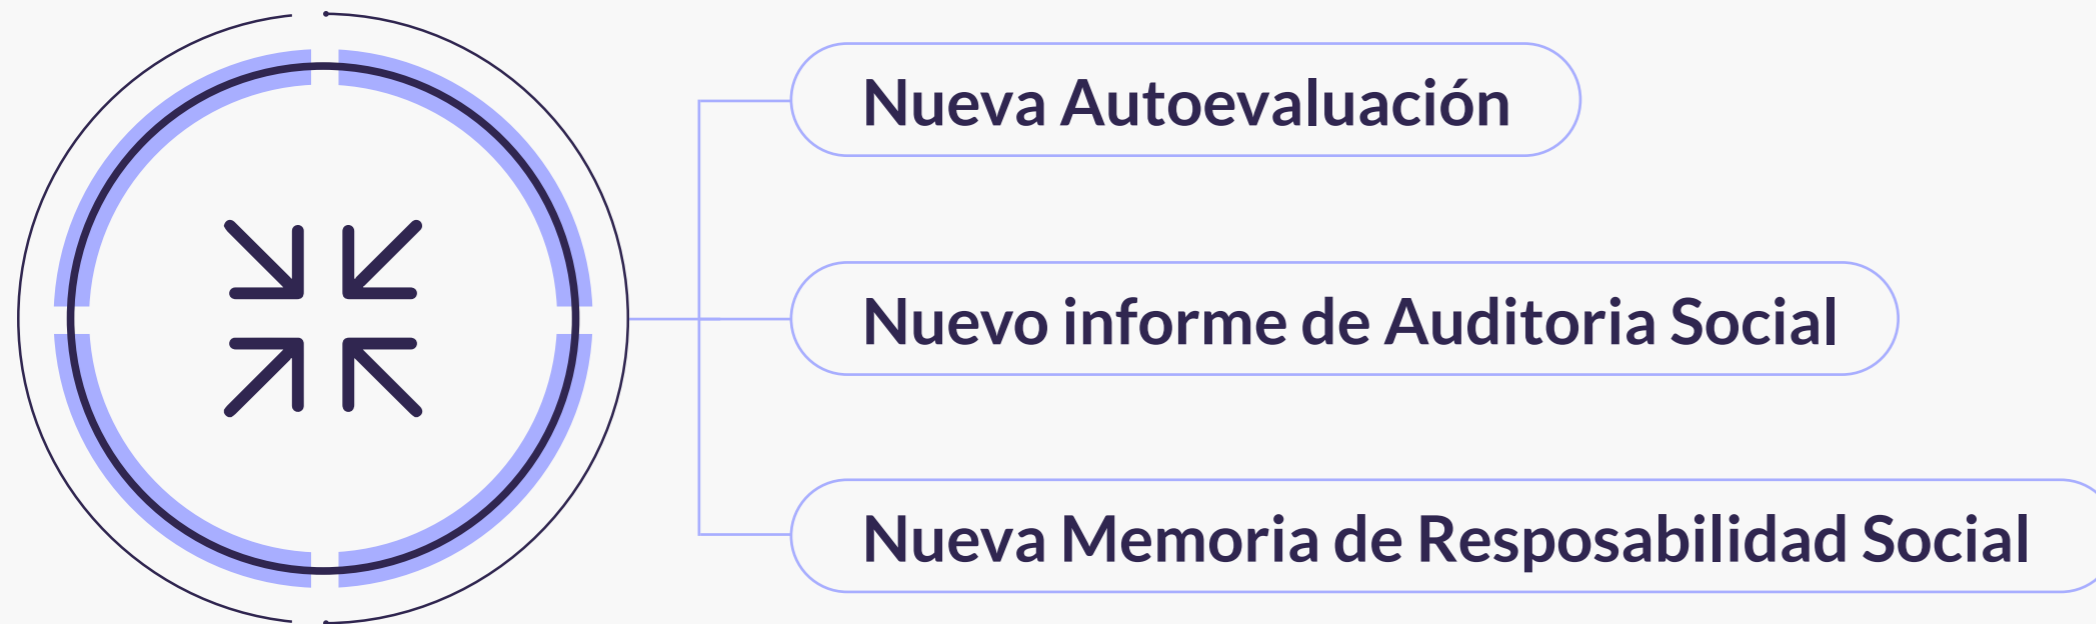 Nueva Autoevaluación
Nuevo informe de Auditoria Social
Nueva Memoria de Resposabilidad Social